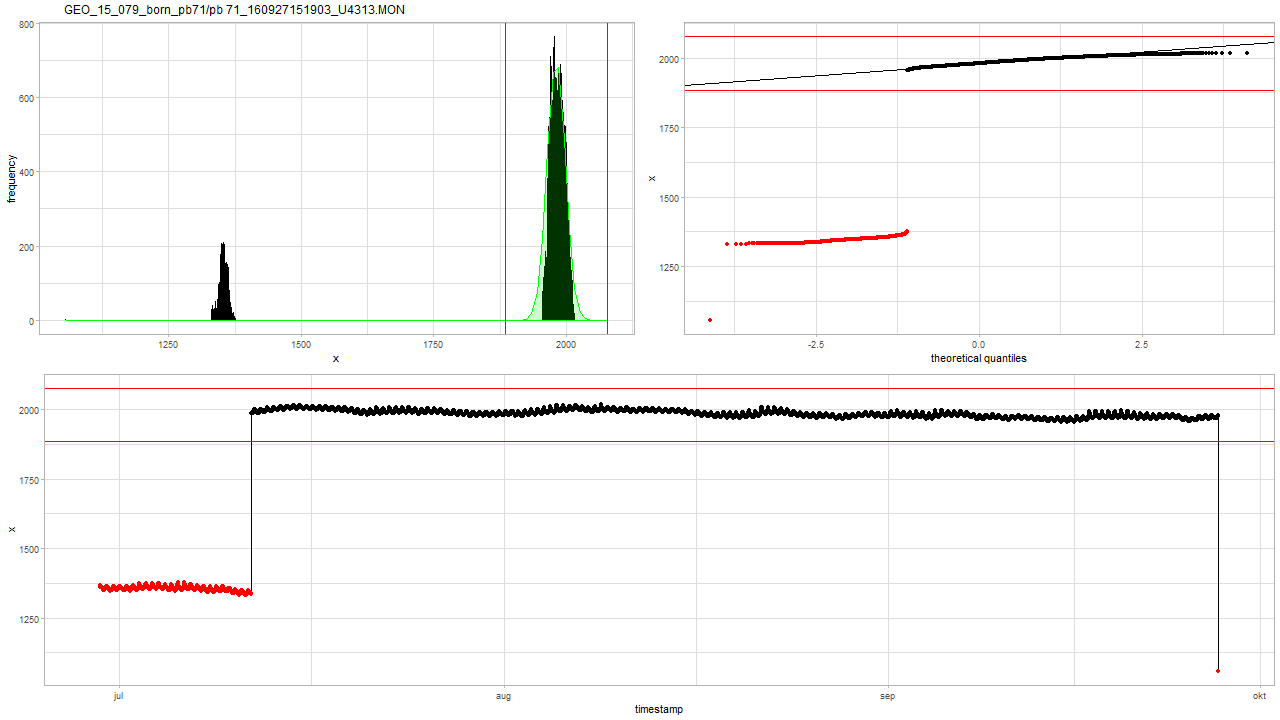 GEO_15_079_born_pb71/pb 71_160927151903_U4313.MON
frequency
800
600
400
200
0
1250
1500
1750
2000
x
x
2000
1750
1500
1250
-2.5
0.0
2.5
theoretical quantiles
x
2000
1750
1500
1250
jul
aug
sep
okt
timestamp